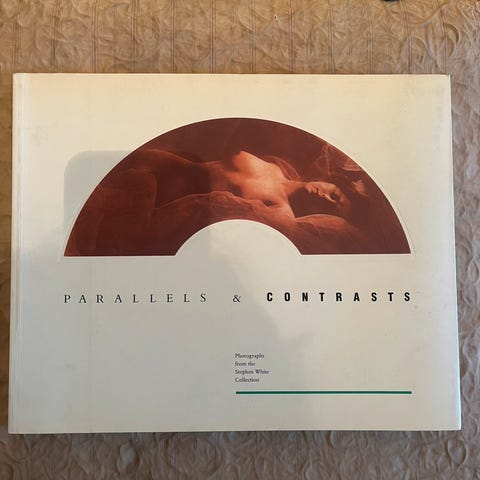 PARALLELS & CONTRASTS
Photographs
from the
Stephen White
Collection